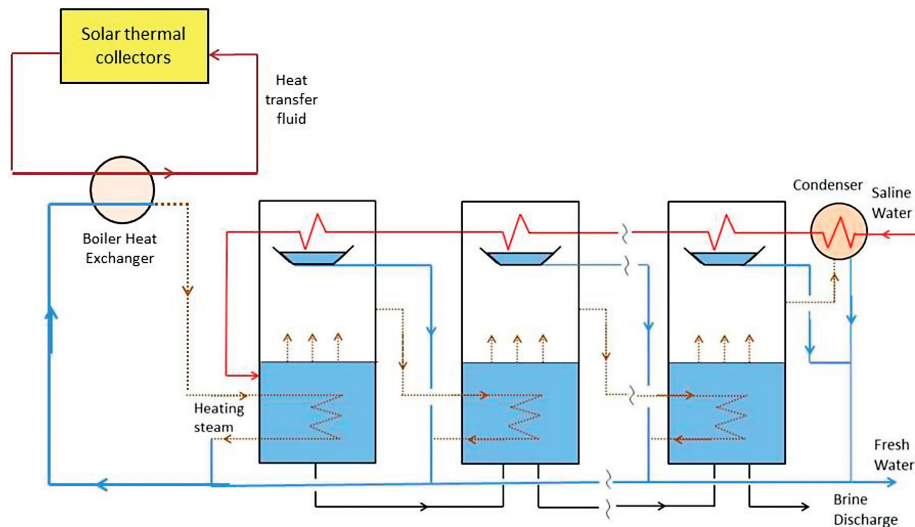 Solar thermal
collectors
Heat
transfer
fluid
Boiler Heat
Exchanger
Condenser
Saline
Water
Heating
steam
Fresh
Water
Brine
Discharge